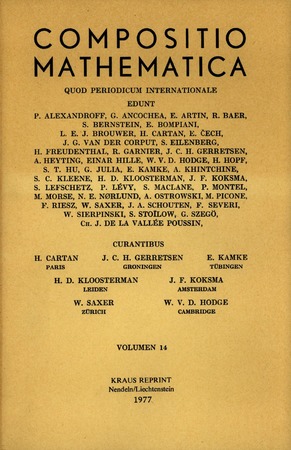 COMPOSITIO
MATHEMATICA
QUOD PERIODICUM INTERNATIONALE
EDUNT
P. ALEXANDROFF, G. ANCOCHEA, E. ARTIN, R. BAER,
S. BERNSTEIN, E. BOMPIANI,
L. E. J. BROUWER, H. CARTAN, E. ČECH,
J. G. VAN DER CORPUT, S. EILENBERG,
H. FREUDENTHAL, R. GARNIER, J. C. H. GERRETSEN,
A. HEYTING, EINAR HILLE, W. V. D. HODGE, H. HOPF,
S. T. HU, G. JULIA, E. KAMKE, A. KHINTCHINE,
S. C. KLEENE, H. D. KLOOSTERMAN, J. F. KOKSMA,
S. LEFSCHETZ, P. LÉVY, S. MACLANE, P. MONTEL,
M. MORSE, N. E. NØRLUND, A. OSTROWSKI, M. PICONE,
F. RIESZ, W. SAXER, J. A. SCHOUTEN, F. SEVERI,
W. SIERPINSKI, S. STOÏLOW, G. SZEGÖ,
CH. J. DE LA VALLÉE POUSSIN,
CURANTIBUS
H. CARTAN J. C. H. GERRETSEN E. KAMKE
PARIS GRONINGEN TÜBINGEN
H. D. KLOOSTERMAN J. F. KOKSMA
LEIDEN AMSTERDAM
W. SAXER W. V. D. HODGE
ZÜRICH CAMBRIDGE
VOLUMEN 14
KRAUS REPRINT
Nendeln/Liechtenstein
1977